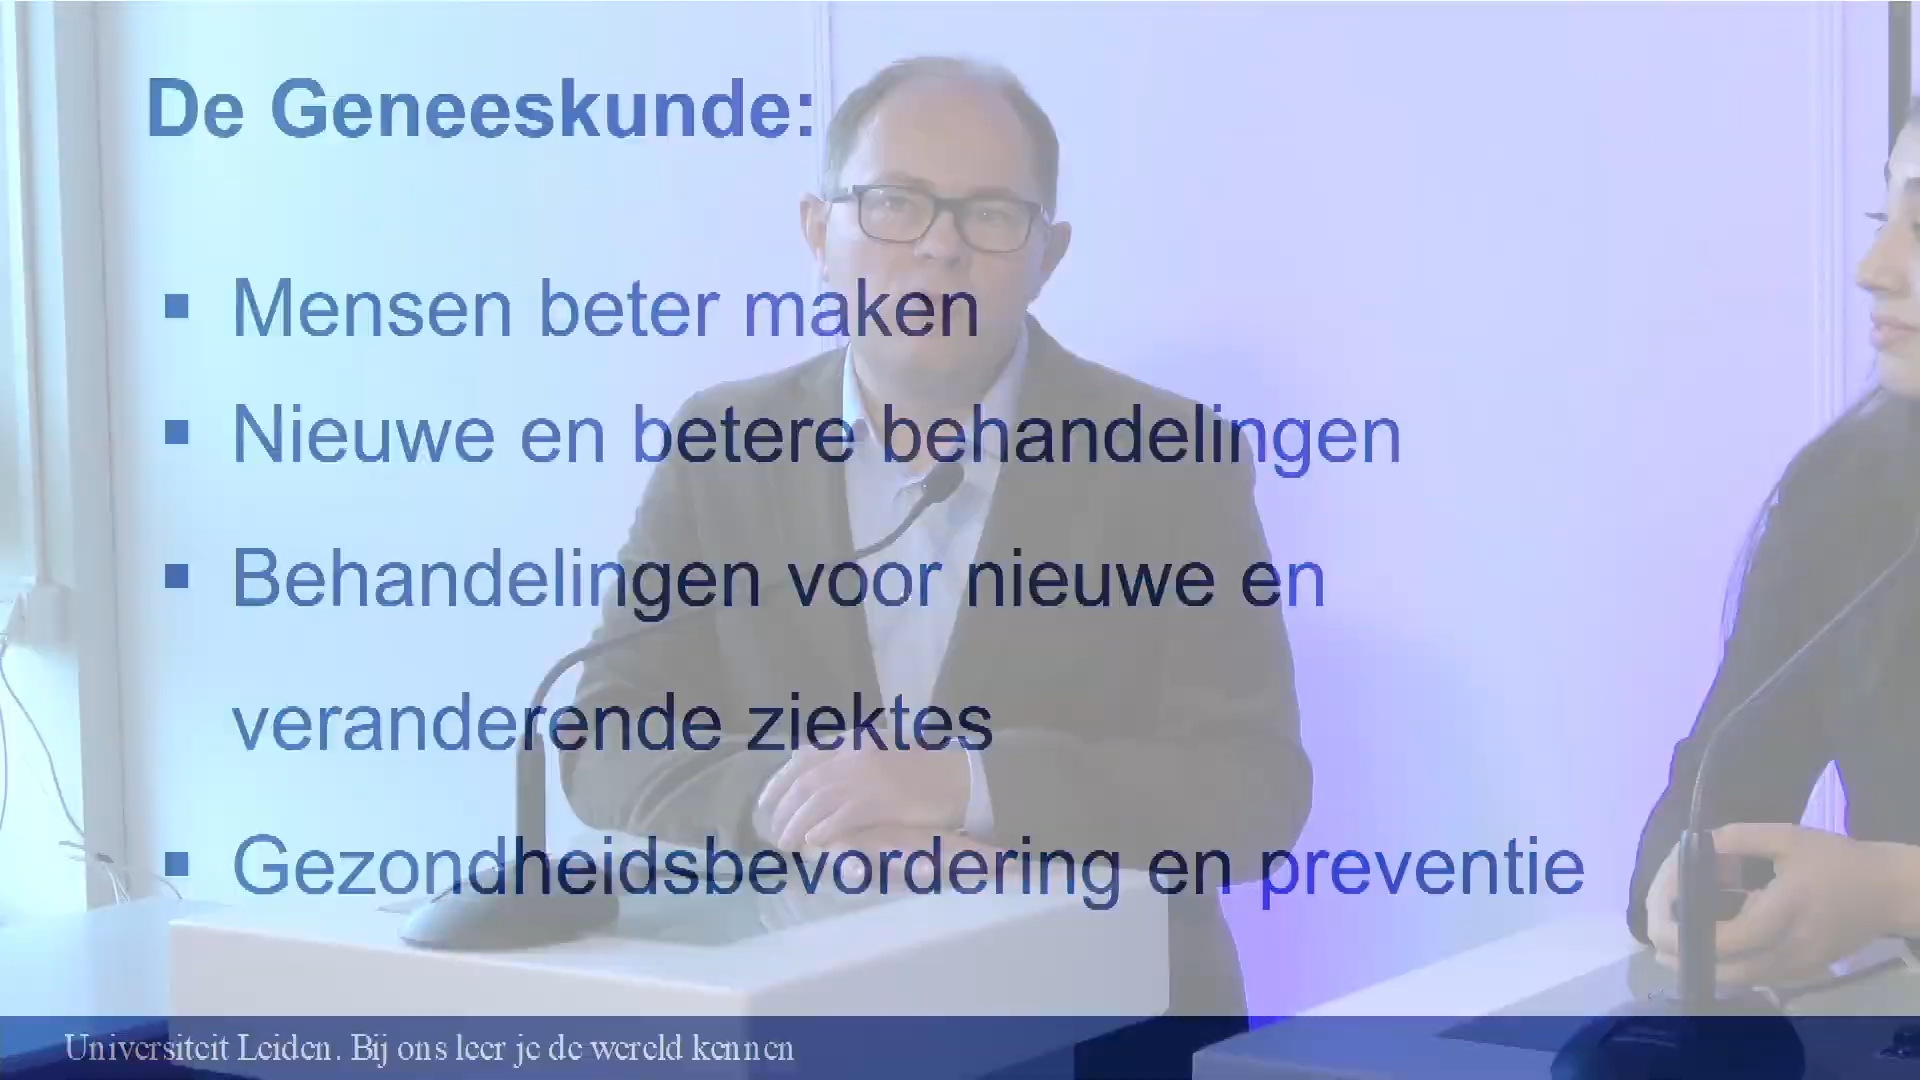 De Geneeskunde:
▪ Mensen beter maken
▪ Nieuwe en betere behandelingen
▪ Behandelingen voor nieuwe en
veranderende ziektes
▪ Gezondheidsbevordering en preventie
Universiteit Leiden. Bij ons leer je de wereld kennen